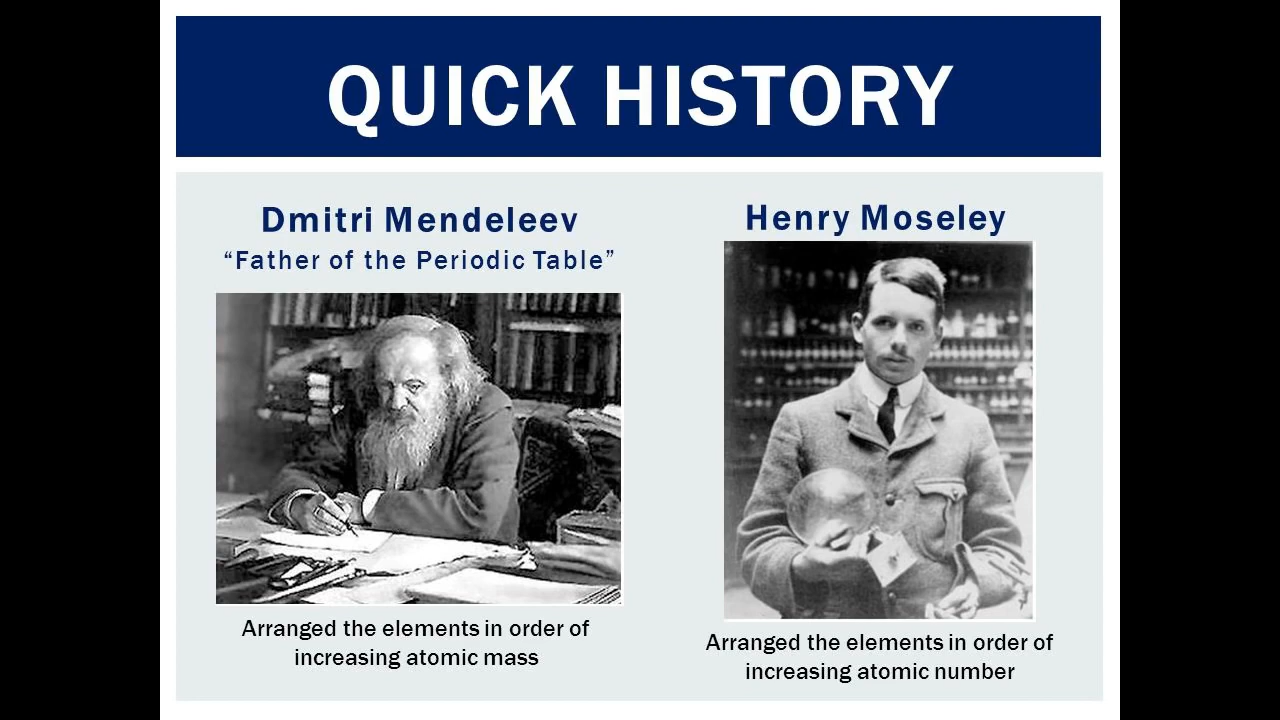 QUICK HISTORY
Dmitri Mendeleev
“Father of the Periodic Table”
Arranged the elements in order of
increasing atomic mass
Henry Moseley
Arranged the elements in order of
increasing atomic number